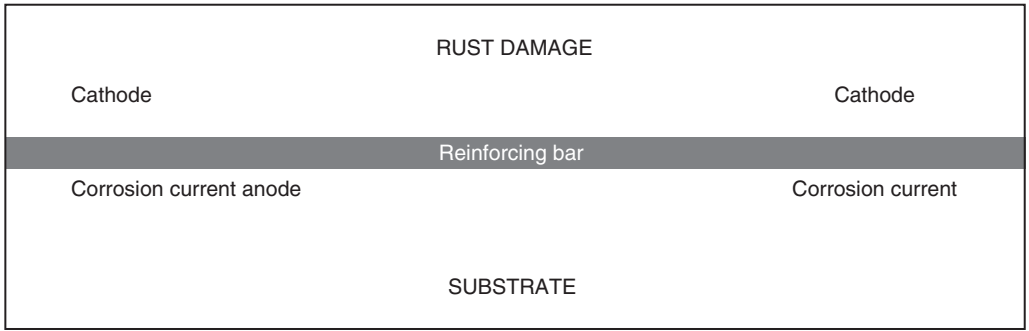 RUST DAMAGE
Cathode Cathode
Reinforcing bar
Corrosion current anode Corrosion current
SUBSTRATE